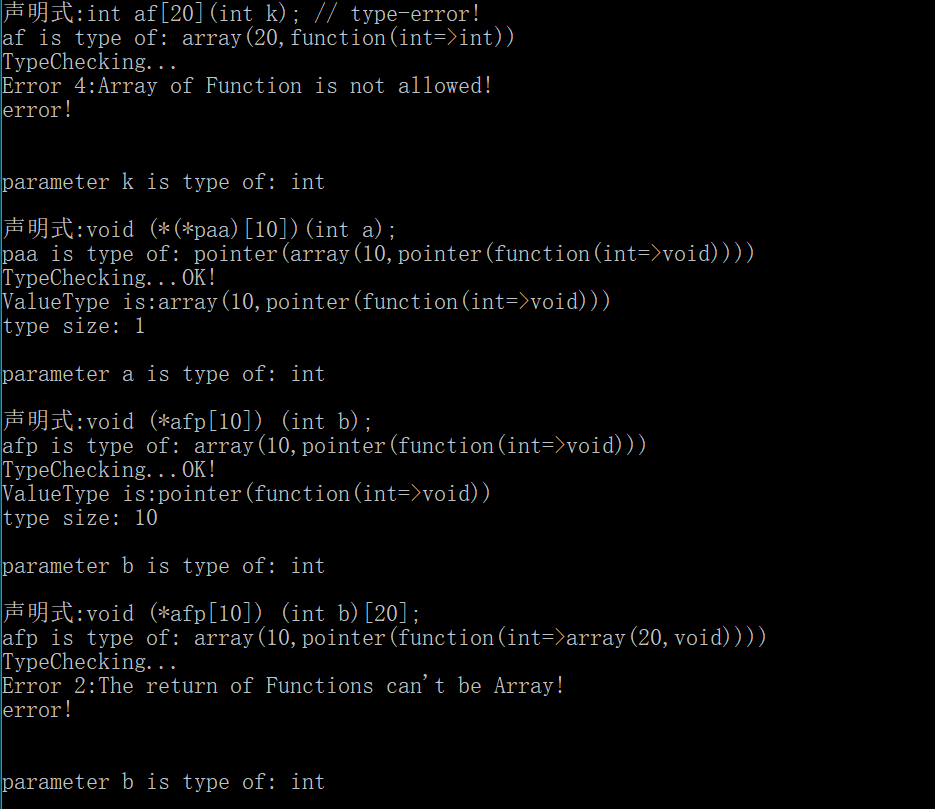 声明式:int af[20](int k); // type-error!
af is type of: array(20,function(int=>int))
TypeChecking...
Error 4:Array of Function is not allowed!
error!
parameter k is type of: int
声明式:void (*(*paa)[10])(int a);
paa is type of: pointer(array(10,pointer(function(int=>void))))
TypeChecking...OK!
ValueType is:array(10,pointer(function(int=>void)))
type size: 1
parameter a is type of: int
声明式:void (*afp[10]) (int b);
afp is type of: array(10,pointer(function(int=>void)))
TypeChecking...OK!
ValueType is:pointer(function(int=>void))
type size: 10
parameter b is type of: int
声明式:void (*afp[10]) (int b)[20];
afp is type of: array(10,pointer(function(int=>array(20,void))))
TypeChecking...
Error 2:The return of Functions can't be Array!
error!
parameter b is type of: int